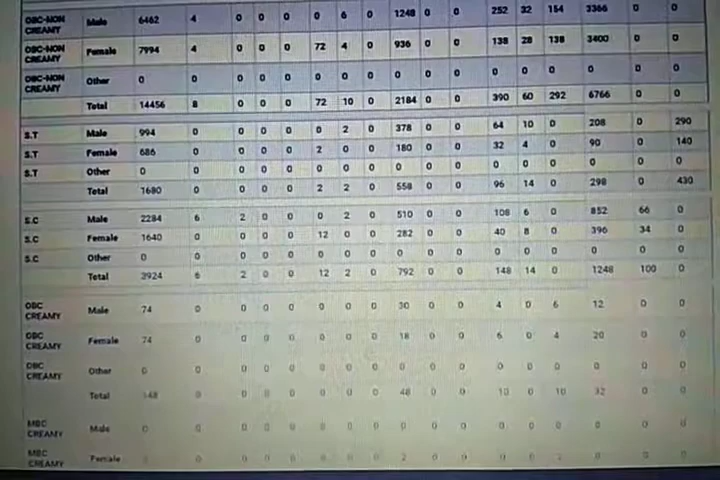 OBC-NON CREAMY Male 6462 4 0 0 0 0 6 0 1248 0 0 252 32 154 3366 0 0
OBC-NON CREAMY Female 7994 4 0 0 0 72 4 0 936 0 0 138 28 138 3400 0 0
OBC-NON CREAMY Other 0 0 0 0 0 0 0 0 0 0 0 0 0 0 0 0 0
Total 14456 8 0 0 0 72 10 0 2184 0 0 390 60 292 6766 0 0
S.T Male 994 0 0 0 0 0 2 0 378 0 0 64 10 0 208 0 290
S.T Female 686 0 0 0 0 2 0 0 180 0 0 32 4 0 90 0 140
S.T Other 0 0 0 0 0 0 0 0 0 0 0 0 0 0 0 0 0
Total 1680 0 0 0 0 2 2 0 558 0 0 96 14 0 298 0 430
S.C Male 2284 6 2 0 0 0 2 0 510 0 0 108 6 0 852 66 0
S.C Female 1640 0 0 0 0 12 0 0 282 0 0 40 8 0 396 34 0
S.C Other 0 0 0 0 0 0 0 0 0 0 0 0 0 0 0 0 0
Total 3924 6 2 0 0 12 2 0 792 0 0 148 14 0 1248 100 0
OBC CREAMY Male 74 0 0 0 0 0 0 0 30 0 0 4 0 6 12 0 0
OBC CREAMY Female 74 0 0 0 0 0 0 0 18 0 0 6 0 4 20 0 0
OBC CREAMY Other 0 0 0 0 0 0 0 0 0 0 0 0 0 0 0 0 0
Total 148 0 0 0 0 0 0 0 48 0 0 10 0 10 32 0 0
MBC CREAMY Male 0 0 0 0 0 0 0 0 0 0 0 0 0 0 0 0 0
MBC CREAMY Female 0 0 0 0 0 0 0 2 0 0 0 0 2 0 0 0